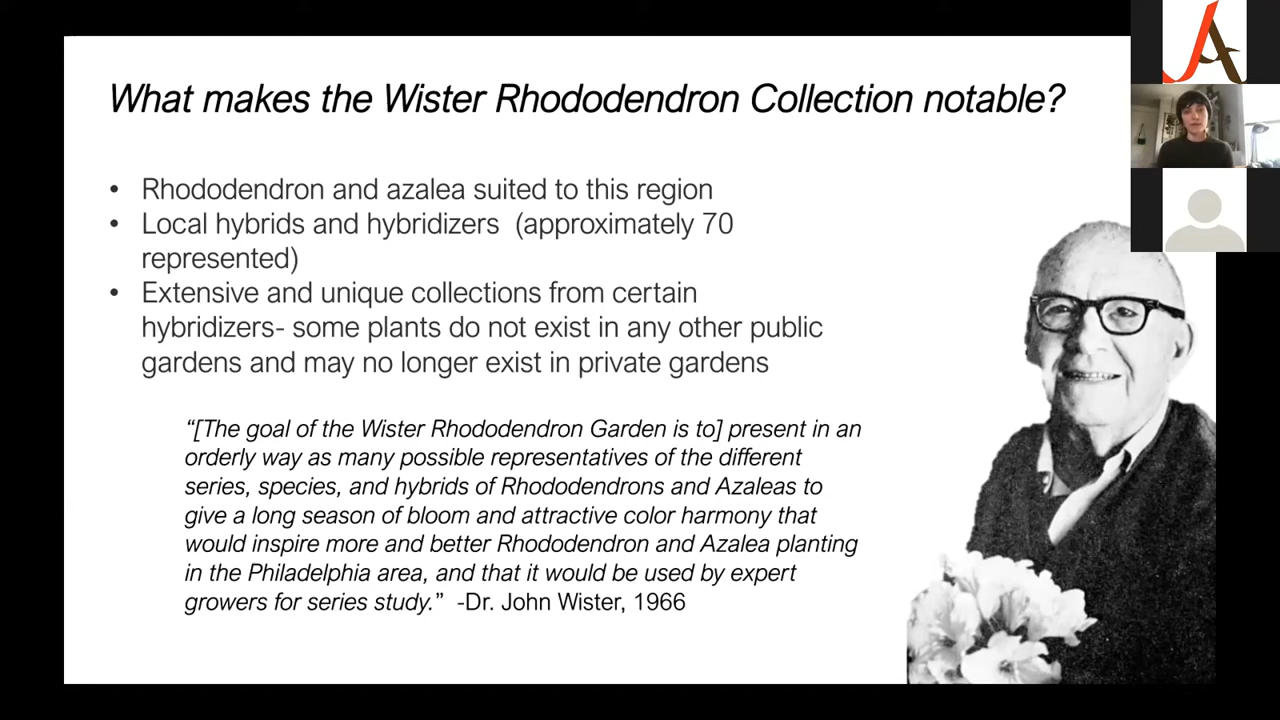 What makes the Wister Rhododendron Collection notable?
• Rhododendron and azalea suited to this region
• Local hybrids and hybridizers (approximately 70
represented)
• Extensive and unique collections from certain
hybridizers- some plants do not exist in any other public
gardens and may no longer exist in private gardens
“[The goal of the Wister Rhododendron Garden is to] present in an
orderly way as many possible representatives of the different
series, species, and hybrids of Rhododendrons and Azaleas to
give a long season of bloom and attractive color harmony that
would inspire more and better Rhododendron and Azalea planting
in the Philadelphia area, and that it would be used by expert
growers for series study.” -Dr. John Wister, 1966